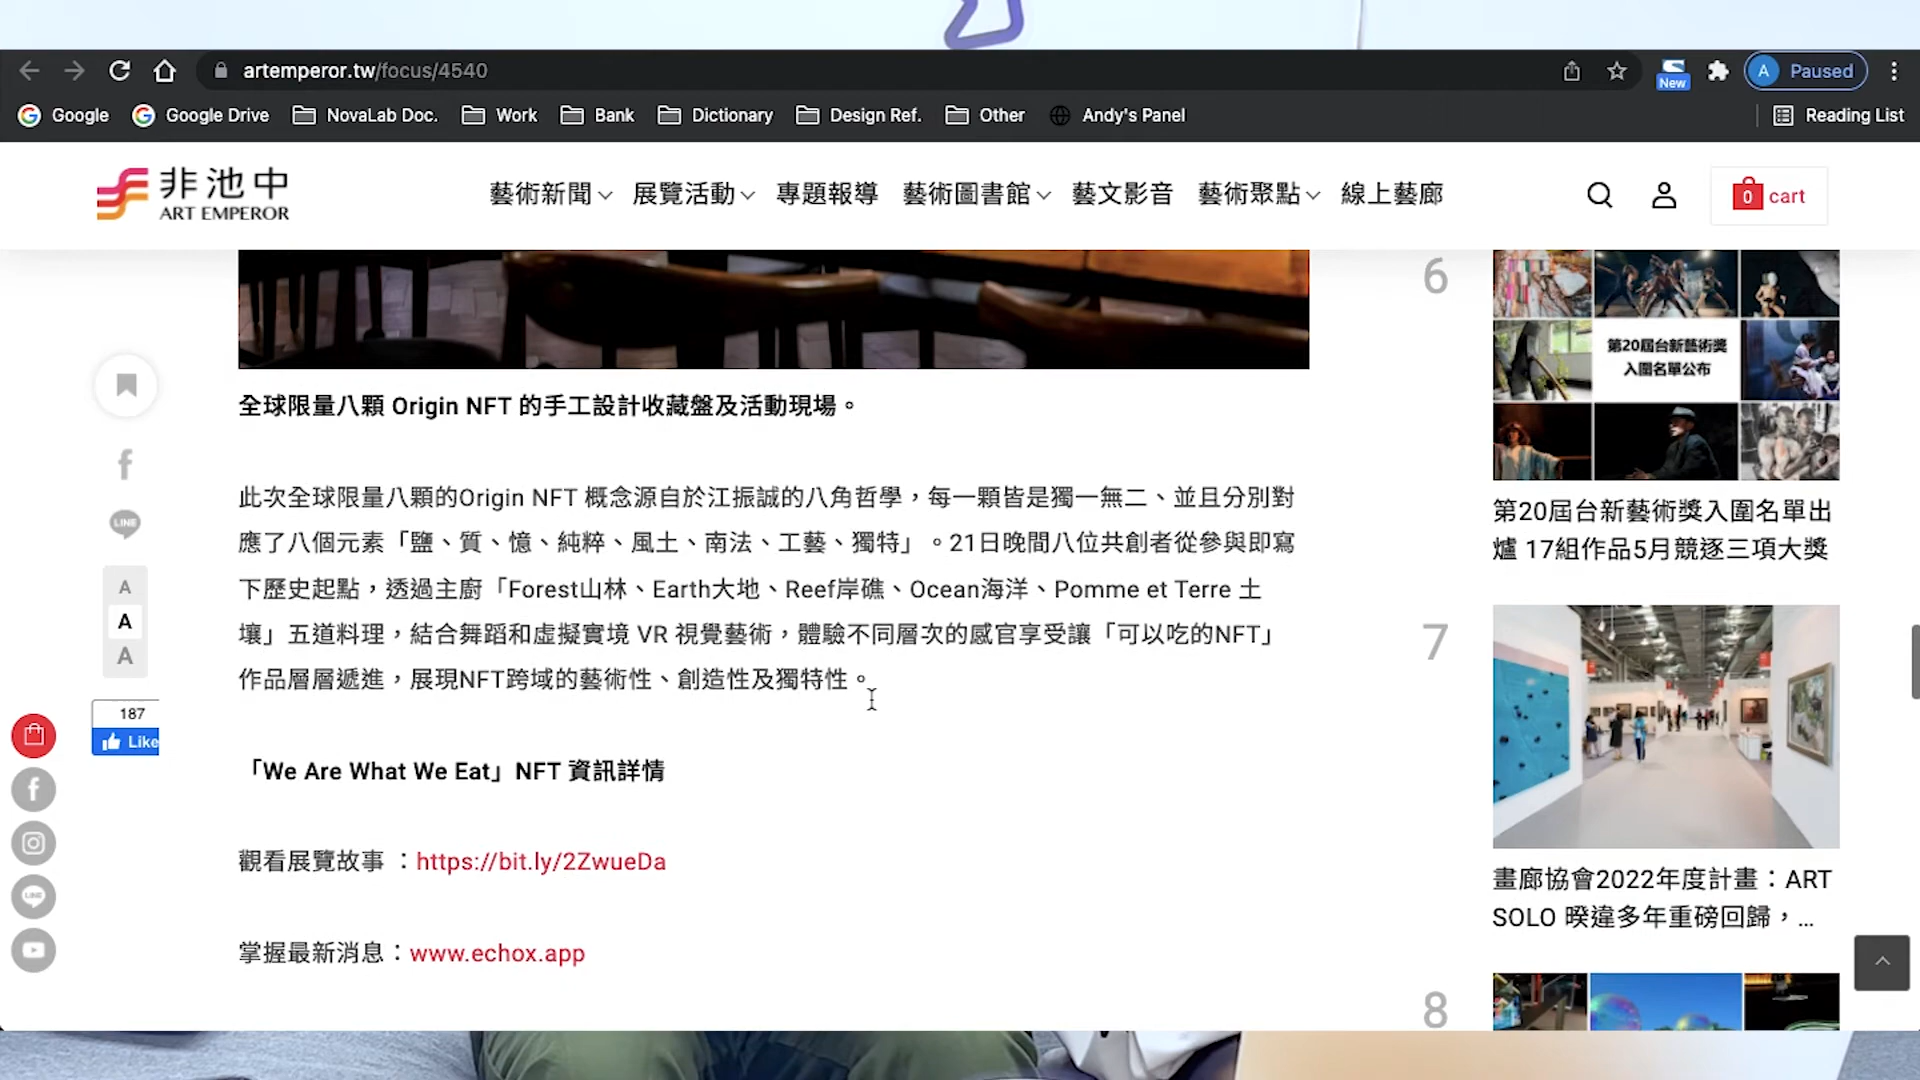 artemperor.tw/focus/4540
New
A
Paused
Google
Google Drive
NovaLab Doc.
Work
Bank
Dictionary
Design Ref.
Other
Andy's Panel
Reading List
非池中
ART EMPEROR
藝術新聞
展覽活動
專題報導
藝術圖書館
藝文影音
藝術聚點
線上藝廊
0
cart
全球限量八顆 Origin NFT 的手工設計收藏盤及活動現場。
此次全球限量八顆的Origin NFT 概念源自於江振誠的八角哲學，每一顆皆是獨一無二、並且分別對
應了八個元素「鹽、質、憶、純粹、風土、南法、工藝、獨特」。21日晚間八位共創者從參與即寫
下歷史起點，透過主廚「Forest山林、Earth大地、Reef岸礁、Ocean海洋、Pomme et Terre 土
壤」五道料理，結合舞蹈和虛擬實境 VR 視覺藝術，體驗不同層次的感官享受讓「可以吃的NFT」
作品層層遞進，展現NFT跨域的藝術性、創造性及獨特性。
「We Are What We Eat」NFT 資訊詳情
觀看展覽故事 ：https://bit.ly/2ZwueDa
掌握最新消息：www.echox.app
LINE
A
A
A
187
Like
LINE
6
第20屆台新藝術獎
入圍名單公布
第20屆台新藝術獎入圍名單出
爐 17組作品5月競逐三項大獎
7
畫廊協會2022年度計畫：ART
SOLO 暌違多年重磅回歸，...
8